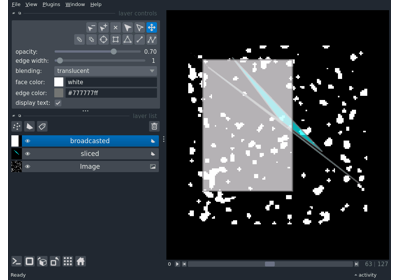 File View Plugins Window Help
layer controls
opacity: 0.70
edge width: 1
blending: translucent
face color: white
edge color: #777777ff
display text:
layer list
broadcasted
sliced
Image
63 127
Ready
activity